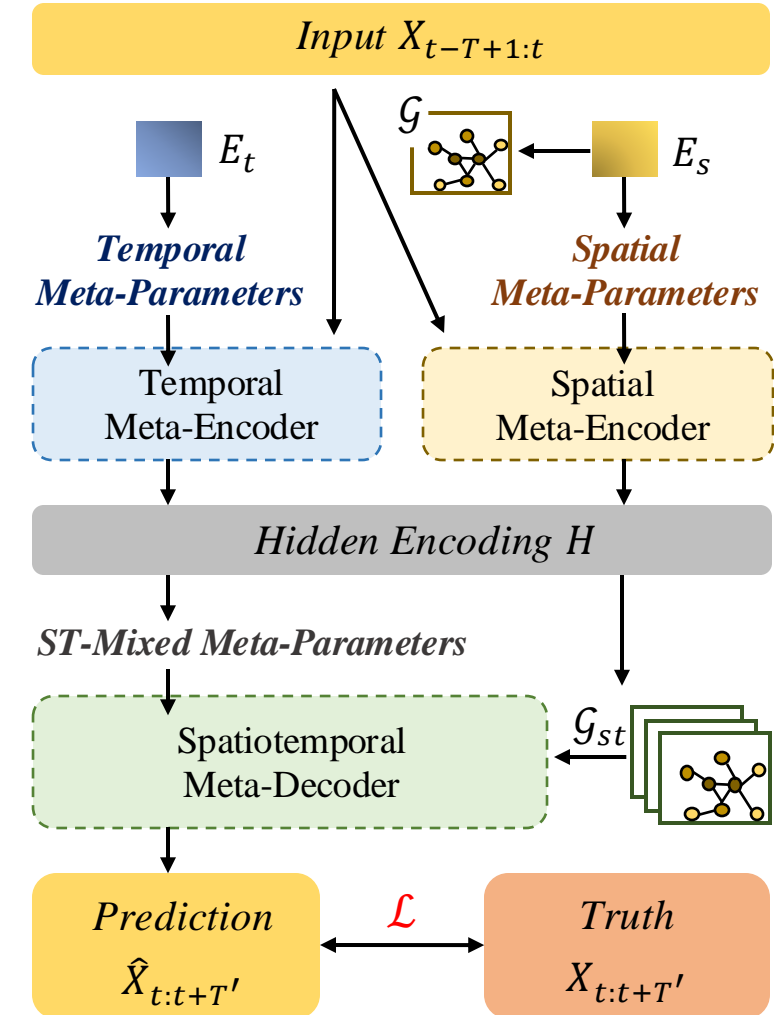 Input X_{t−T+1:t}
𝒢
E_t
E_s
Temporal
Meta-Parameters
Spatial
Meta-Parameters
Temporal
Meta-Encoder
Spatial
Meta-Encoder
Hidden Encoding H
ST-Mixed Meta-Parameters
Spatiotemporal
Meta-Decoder
𝒢_{st}
Prediction
X̂_{t:t+T′}
ℒ
Truth
X_{t:t+T′}